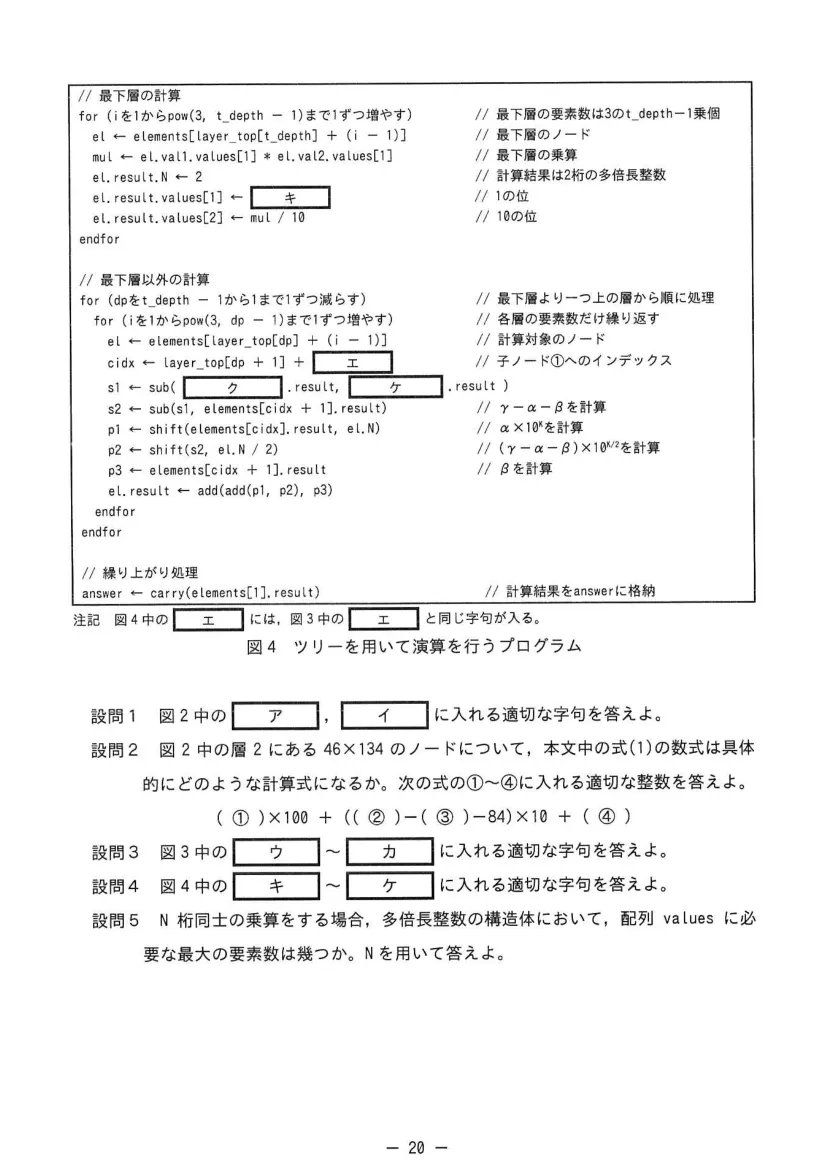 // 最下層の計算
for (iを1からpow(3, t_depth － 1)まで1ずつ増やす) // 最下層の要素数は3のt_depth－1乗個
el ← elements[layer_top[t_depth] ＋ (i － 1)] // 最下層のノード
mul ← el.val1.values[1] * el.val2.values[1] // 最下層の乗算
el.result.N ← 2 // 計算結果は2桁の多倍長整数
el.result.values[1] ← キ // 1の位
el.result.values[2] ← mul / 10 // 10の位
endfor
// 最下層以外の計算
for (dpをt_depth － 1から1まで1ずつ減らす) // 最下層より一つ上の層から順に処理
for (iを1からpow(3, dp － 1)まで1ずつ増やす) // 各層の要素数だけ繰り返す
el ← elements[layer_top[dp] ＋ (i － 1)] // 計算対象のノード
cidx ← layer_top[dp ＋ 1] ＋ エ // 子ノード①へのインデックス
s1 ← sub( ク .result, ケ .result )
s2 ← sub(s1, elements[cidx ＋ 1].result) // γ－α－βを計算
p1 ← shift(elements[cidx].result, el.N) // α×10ᴷを計算
p2 ← shift(s2, el.N / 2) // (γ－α－β)×10ᴷ/²を計算
p3 ← elements[cidx ＋ 1].result // βを計算
el.result ← add(add(p1, p2), p3)
endfor
endfor
// 繰り上がり処理
answer ← carry(elements[1].result) // 計算結果をanswerに格納
注記 図4中の エ には，図3中の エ と同じ字句が入る。
図4 ツリーを用いて演算を行うプログラム
設問1 図2中の ア ， イ に入れる適切な字句を答えよ。
設問2 図2中の層2にある 46×134 のノードについて，本文中の式(1)の数式は具体
的にどのような計算式になるか。次の式の①～④に入れる適切な整数を答えよ。
( ① )×100 ＋ (( ② )－( ③ )－84)×10 ＋ ( ④ )
設問3 図3中の ウ ～ カ に入れる適切な字句を答えよ。
設問4 図4中の キ ～ ケ に入れる適切な字句を答えよ。
設問5 N 桁同士の乗算をする場合，多倍長整数の構造体において，配列 values に必
要な最大の要素数は幾つか。N を用いて答えよ。
－ 20 －